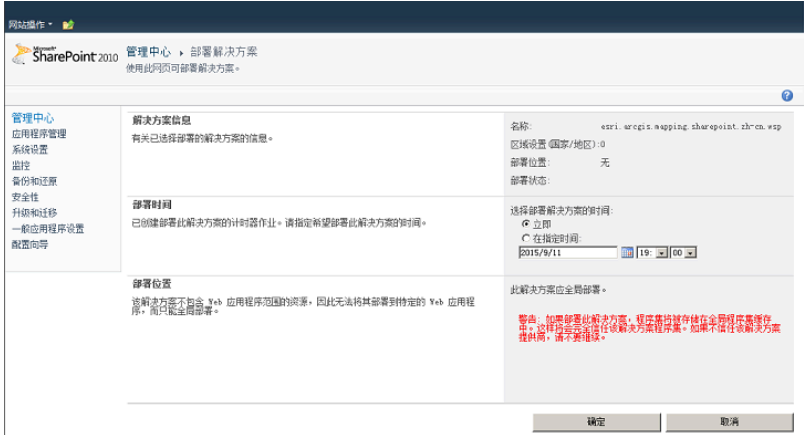 网站操作
Microsoft
SharePoint 2010
管理中心 ▸ 部署解决方案
使用此网页可部署解决方案。
管理中心
应用程序管理
系统设置
监控
备份和还原
安全性
升级和迁移
一般应用程序设置
配置向导
解决方案信息
有关已选择部署的解决方案的信息。
名称: esri.arcgis.mapping.sharepoint.zh-cn.wsp
区域设置(国家/地区):0
部署位置: 无
部署状态:
部署时间
已创建部署此解决方案的计时器作业。请指定希望部署此解决方案的时间。
选择部署解决方案的时间:
立即
在指定时间:
2015/9/11 19: 00
部署位置
该解决方案不包含 Web 应用程序范围的资源，因此无法将其部署到特定的 Web 应用程
序，而只能全局部署。
此解决方案应全局部署。
警告: 如果部署此解决方案，程序集将被存储在全局程序集缓存
中。这样将会完全信任该解决方案程序集。如果不信任该解决方案
提供商，请不要继续。
确定
取消